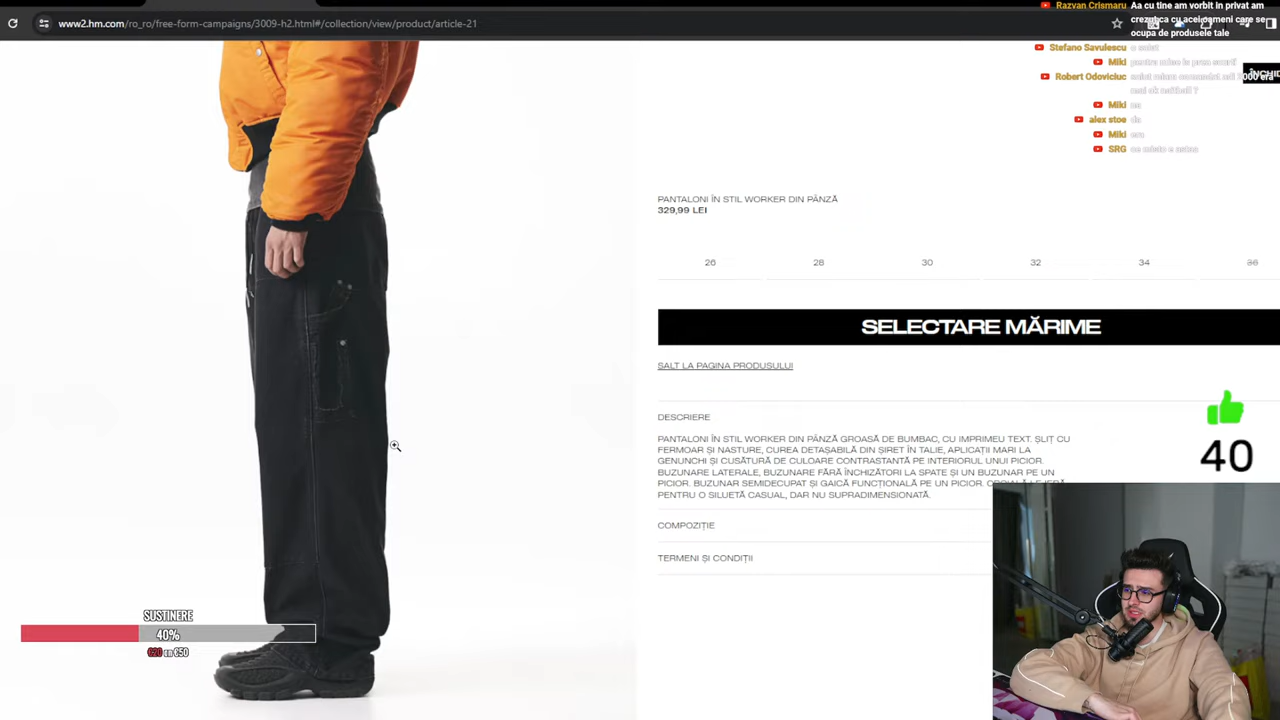 www2.hm.com/ro_ro/free-form-campaigns/3009-h2.html#/collection/view/product/article-21
Razvan Crismaru Aa cu tine am vorbit in privat am
crezut ca cu acei oameni care se
ocupa de produsele tale
Stefano Savulescu
Miki
Robert Odoviciuc
Miki
alex stoe da
Miki
SRG
PANTALONI ÎN STIL WORKER DIN PÂNZĂ
329,99 LEI
26 28 30 32 34 36
SELECTARE MĂRIME
SALT LA PAGINA PRODUSULUI
DESCRIERE
PANTALONI ÎN STIL WORKER DIN PÂNZĂ GROASĂ DE BUMBAC, CU IMPRIMEU TEXT. ȘLIȚ CU
FERMOAR ȘI NASTURE, CUREA DETAȘABILĂ DIN ȘIRET ÎN TALIE, APLICAȚII MARI LA
GENUNCHI ȘI CUSĂTURĂ DE CULOARE CONTRASTANTĂ PE INTERIORUL UNUI PICIOR.
BUZUNARE LATERALE, BUZUNARE FĂRĂ ÎNCHIZĂTORI LA SPATE ȘI UN BUZUNAR PE UN
PICIOR. BUZUNAR SEMIDECUPAT ȘI GAICĂ FUNCȚIONALĂ PE UN PICIOR.
PENTRU O SILUETĂ CASUAL, DAR NU SUPRADIMENSIONATĂ.
COMPOZIȚIE
TERMENI ȘI CONDIȚII
40
SUSTINERE
40%
€20 en €50